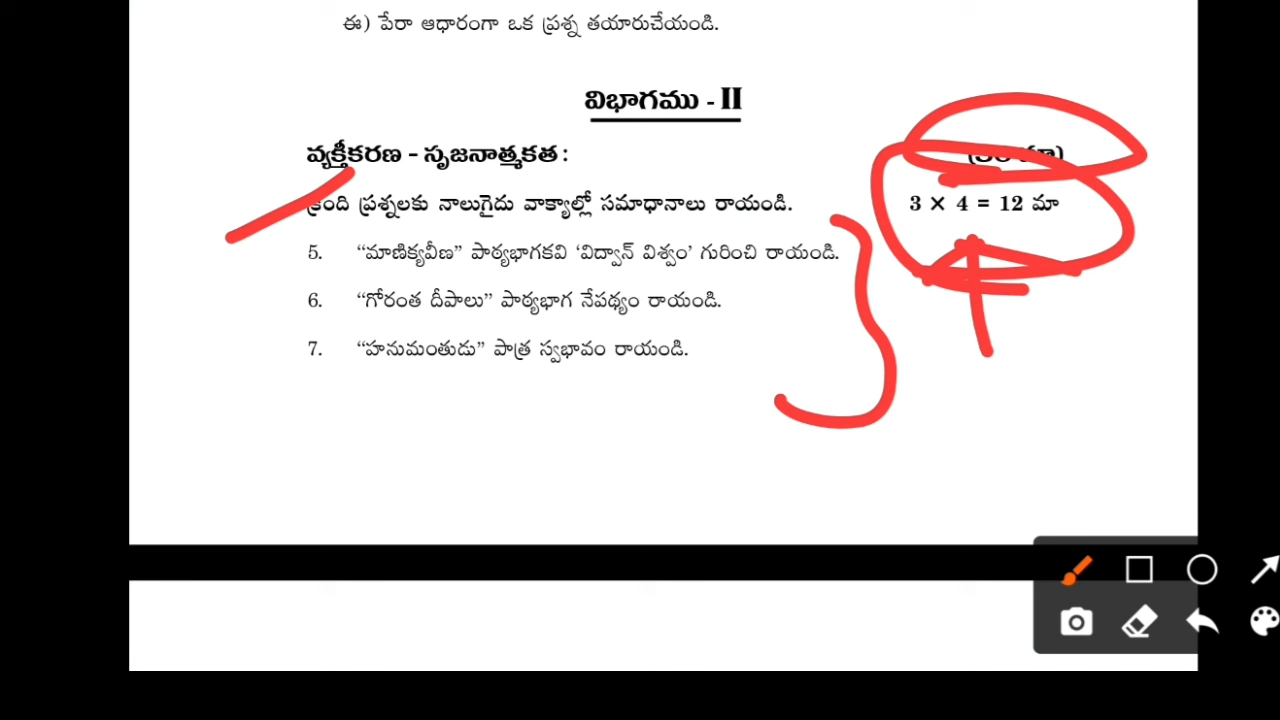 ఈ) పేరా ఆధారంగా ఒక ప్రశ్న తయారుచేయండి.
విభాగము - II
వ్యక్తీకరణ - సృజనాత్మకత :
క్రింది ప్రశ్నలకు నాలుగైదు వాక్యాల్లో సమాధానాలు రాయండి. 3 × 4 = 12 మా
5. “మాణిక్యవీణ” పాఠ్యభాగకవి ‘విద్వాన్ విశ్వం’ గురించి రాయండి.
6. “గోరంత దీపాలు” పాఠ్యభాగ నేపథ్యం రాయండి.
7. “హనుమంతుడు” పాత్ర స్వభావం రాయండి.